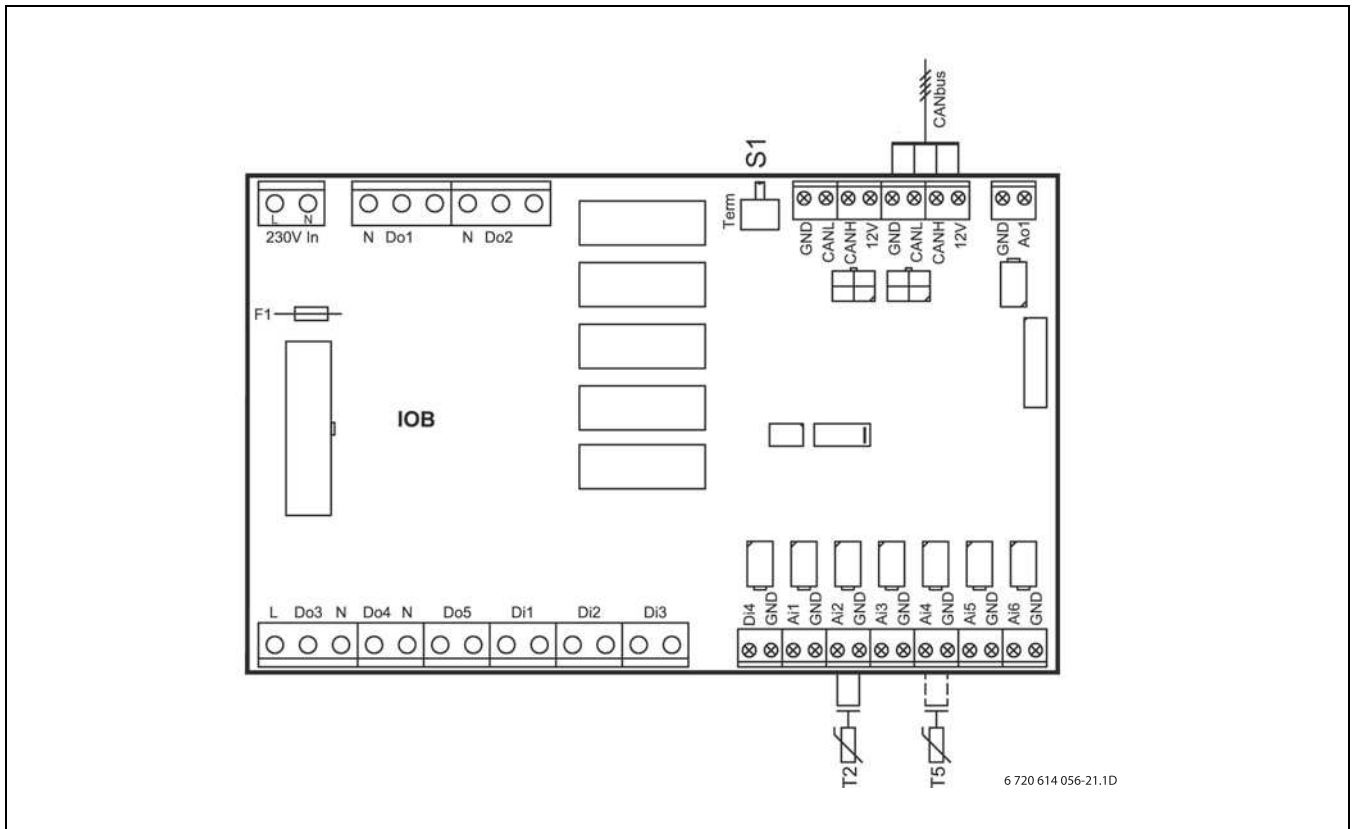 CANbus
S1
Term
L N
230V In
N Do1 N Do2
GND CANL CANH 12V GND CANL CANH 12V
GND Ao1
F1
IOB
L Do3 N Do4 N Do5 Di1 Di2 Di3
Di4 GND Ai1 GND Ai2 GND Ai3 GND Ai4 GND Ai5 GND Ai6 GND
T2 T5
6 720 614 056-21.1D